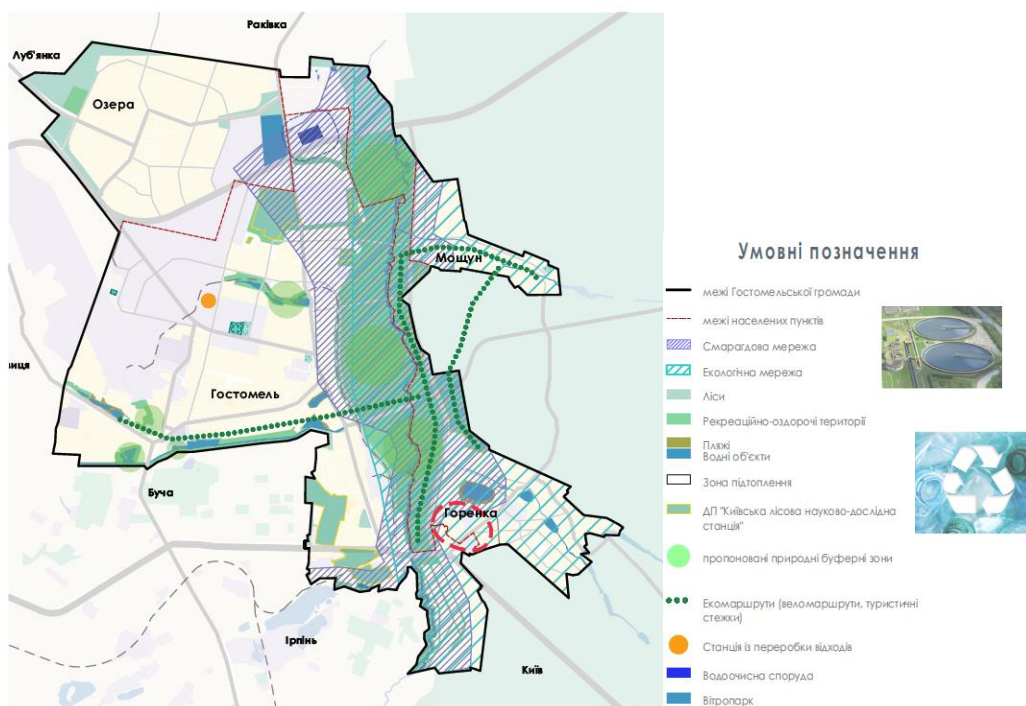 Раківка
Луб'янка
Озера
Мощун
виця
Гостомель
Буча
Горенка
Ірпінь
Київ
Умовні позначення
межі Гостомельської громади
межі населених пунктів
Смарагдова мережа
Екологічна мережа
Ліси
Рекреаційно-оздорочі території
Пляжі
Водні об'єкти
Зона підтоплення
ДП "Київська лісова науково-дослідна
станція"
пропоновані природні буферні зони
Екомаршрути (веломаршрути, туристичні
стежки)
Станція із переробки відходів
Водоочисна споруда
Вітропарк